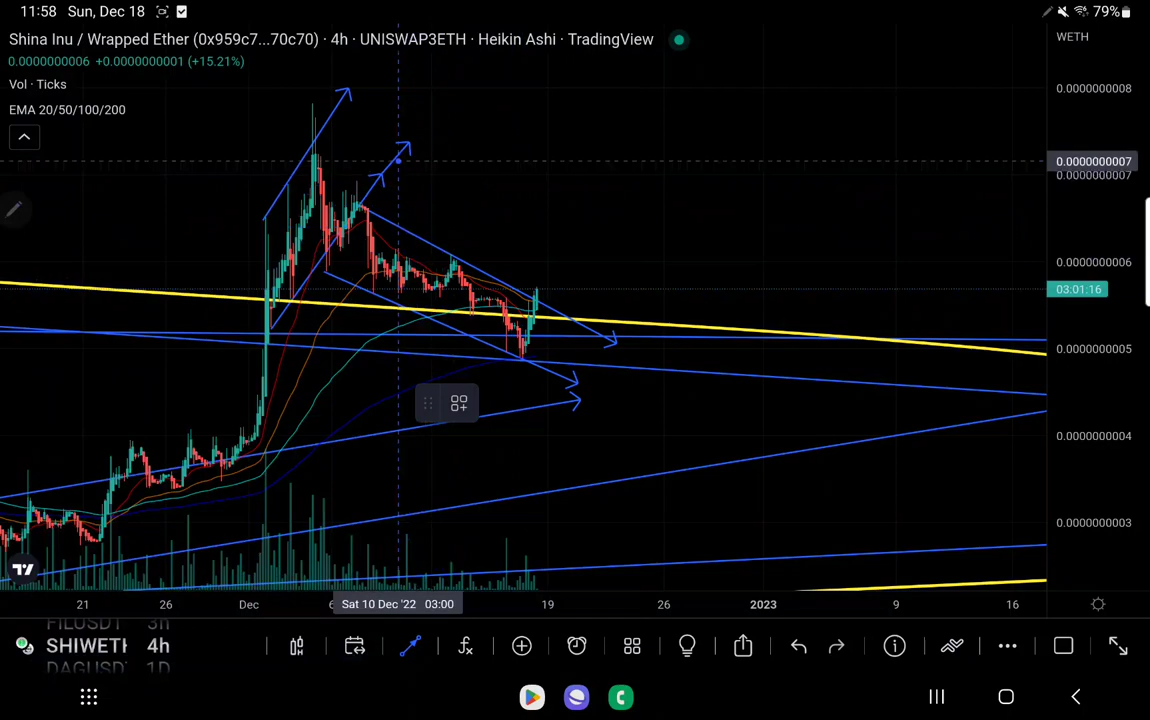 11:58 Sun, Dec 18 79%
Shina Inu / Wrapped Ether (0x959c7...70c70) · 4h · UNISWAP3ETH · Heikin Ashi · TradingView
WETH
0.0000000006 +0.0000000001 (+15.21%)
Vol · Ticks
EMA 20/50/100/200
0.0000000008
0.0000000007
0.0000000007
0.0000000006
03:01:16
0.0000000005
0.0000000004
0.0000000003
21 26 Dec 6 Sat 10 Dec '22 03:00 19 26 2023 9 16
FILUSDT 3h
SHIWETH 4h
DAGUSD 1D